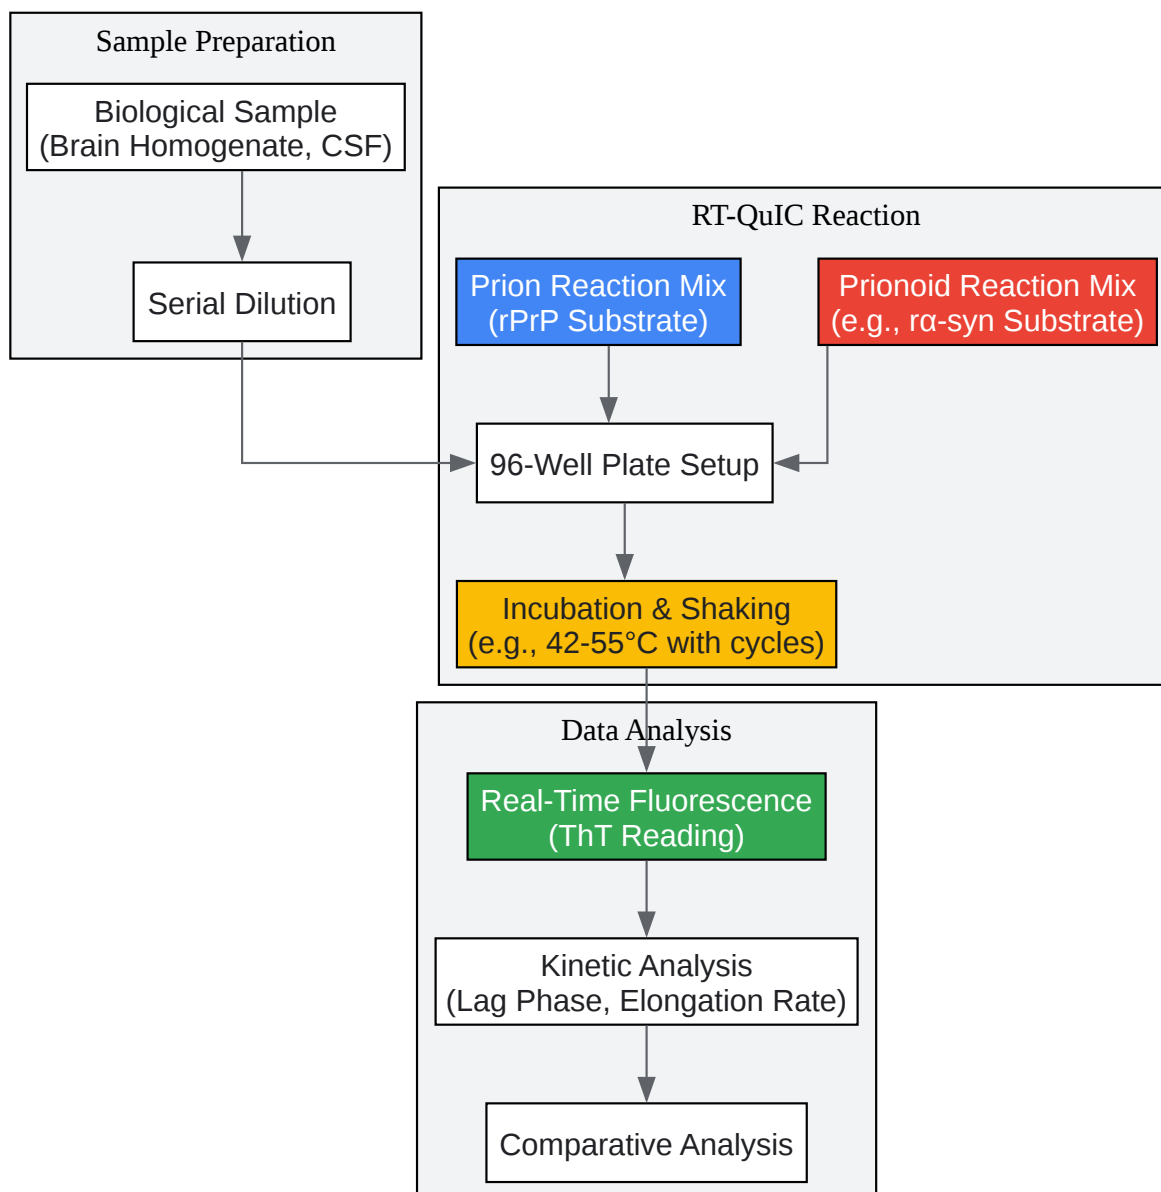 Sample Preparation
Biological Sample
(Brain Homogenate, CSF)
Serial Dilution
RT-QuIC Reaction
Prion Reaction Mix
(rPrP Substrate)
Prionoid Reaction Mix
(e.g., rα-syn Substrate)
96-Well Plate Setup
Incubation & Shaking
(e.g., 42-55°C with cycles)
Data Analysis
Real-Time Fluorescence
(ThT Reading)
Kinetic Analysis
(Lag Phase, Elongation Rate)
Comparative Analysis